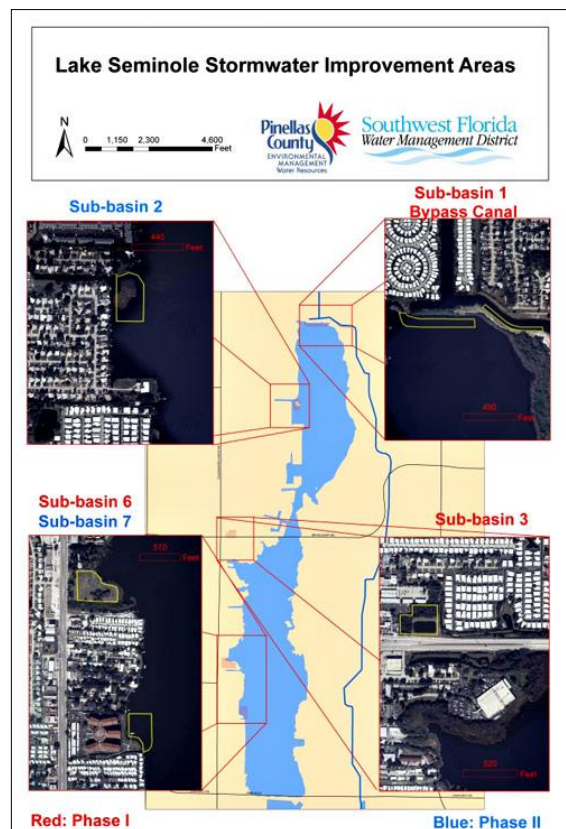 Lake Seminole Stormwater Improvement Areas
N
0 1,150 2,300 4,600
Feet
Pinellas
County
ENVIRONMENTAL
MANAGEMENT
Water Resources
Southwest Florida
Water Management District
Sub-basin 2
Sub-basin 1
Bypass Canal
440
Feet
490
Feet
Sub-basin 6
Sub-basin 7
Sub-basin 3
510
Feet
520
Feet
Red: Phase I
Blue: Phase II